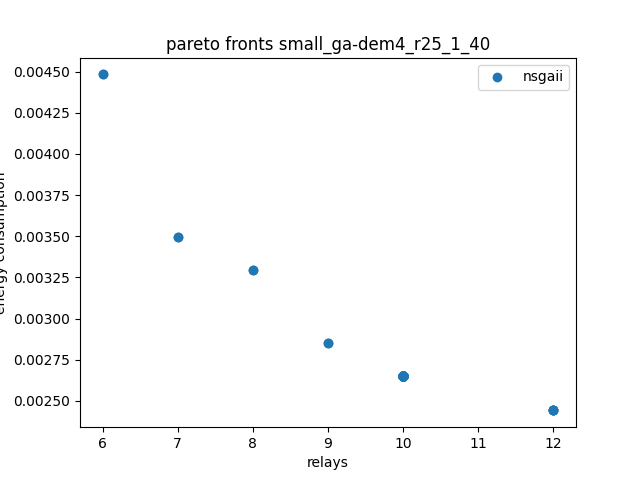 pareto fronts small_ga-dem4_r25_1_40
nsgaii
0.00450
0.00425
0.00400
0.00375
0.00350
0.00325
0.00300
0.00275
0.00250
energy consumption
6 7 8 9 10 11 12
relays